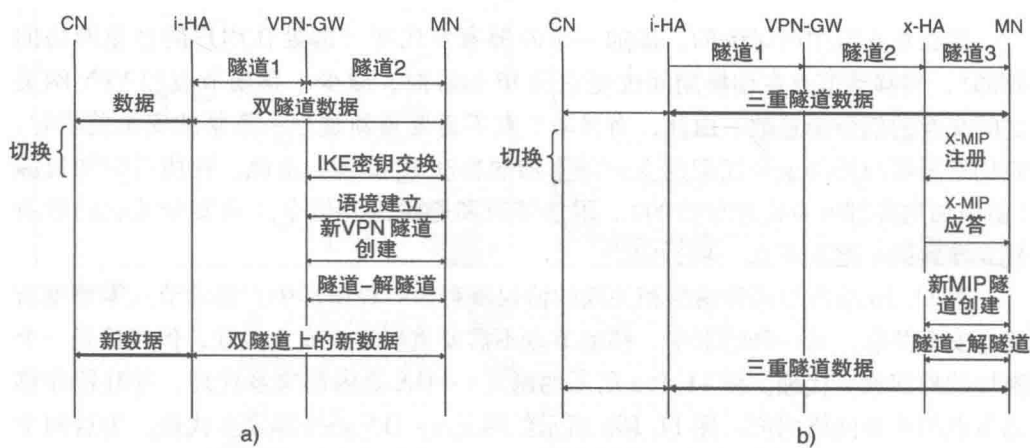 CN i-HA VPN-GW MN
隧道1 隧道2
数据 双隧道数据
切换
IKE密钥交换
语境建立
新VPN 隧道
创建
隧道-解隧道
新数据 双隧道上的新数据
a)
CN i-HA VPN-GW x-HA MN
隧道1 隧道2 隧道3
三重隧道数据
切换
X-MIP
注册
X-MIP
应答
新MIP隧
道创建
隧道-解隧道
三重隧道数据
b)